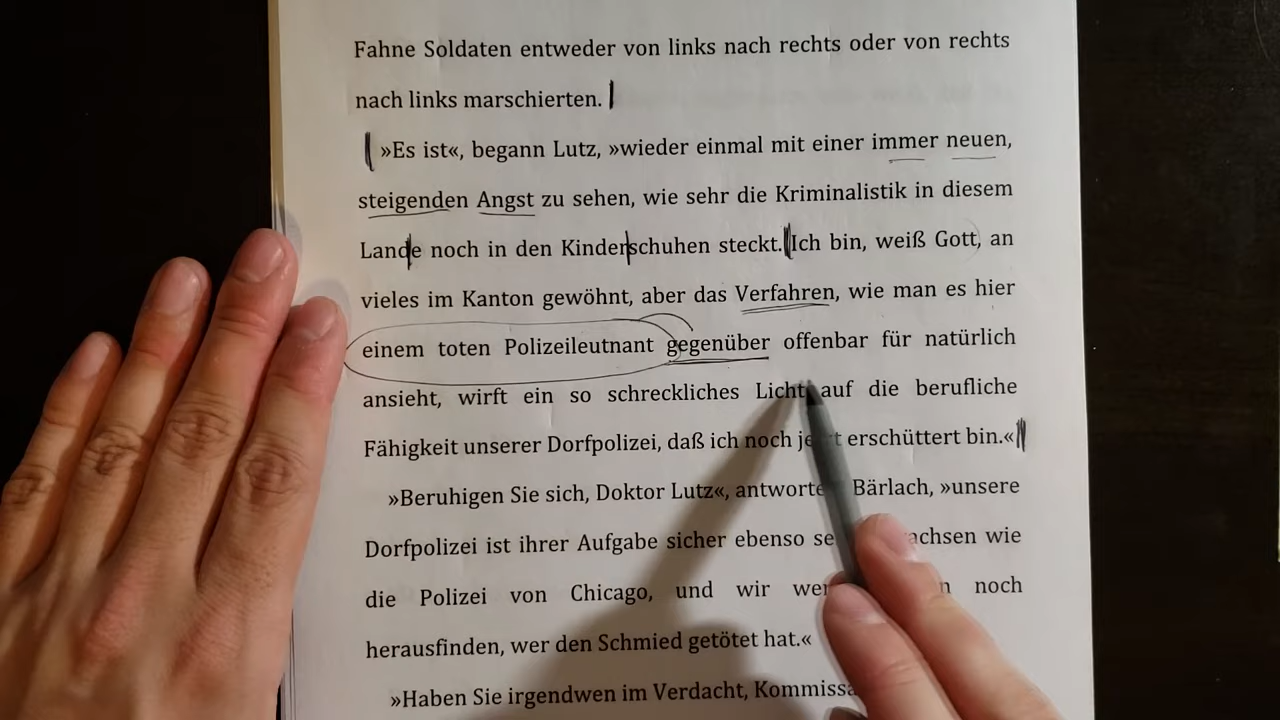 Fahne Soldaten entweder von links nach rechts oder von rechts
nach links marschierten.
»Es ist«, begann Lutz, »wieder einmal mit einer immer neuen,
steigenden Angst zu sehen, wie sehr die Kriminalistik in diesem
Lande noch in den Kinderschuhen steckt. Ich bin, weiß Gott, an
vieles im Kanton gewöhnt, aber das Verfahren, wie man es hier
einem toten Polizeileutnant gegenüber offenbar für natürlich
ansieht, wirft ein so schreckliches Licht auf die berufliche
Fähigkeit unserer Dorfpolizei, daß ich noch erschüttert bin.«
»Beruhigen Sie sich, Doktor Lutz«, Bärlach, »unsere
Dorfpolizei ist ihrer Aufgabe sicher ebenso wie
die Polizei von Chicago, und wir noch
herausfinden, wer den Schmied getötet hat.«
»Haben Sie irgendwen im Verdacht,